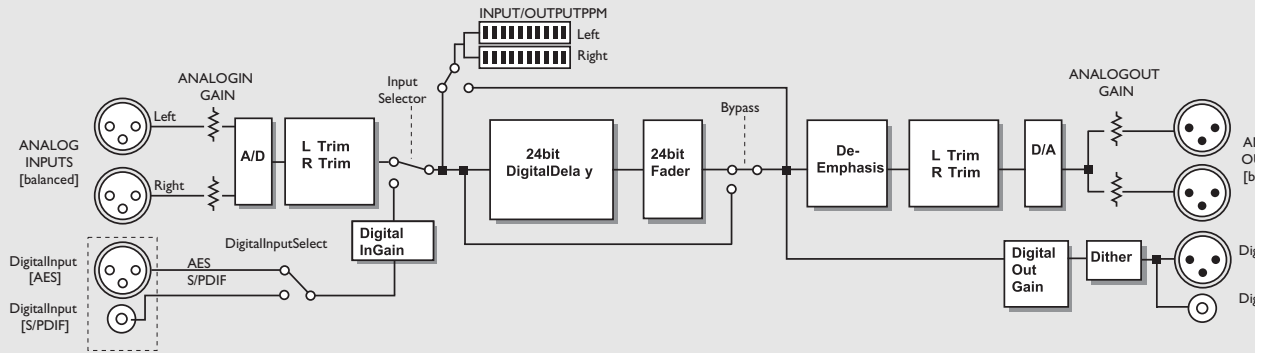 INPUT/OUTPUTPPM
Left
Right
ANALOGIN
GAIN
Input
Selector
ANALOGOUT
GAIN
Bypass
Left
ANALOG
INPUTS
[balanced]
Right
A/D
L Trim
R Trim
24bit
DigitalDela y
24bit
Fader
De-
Emphasis
L Trim
R Trim
D/A
DigitalInputSelect
Digital
InGain
DigitalInput
[AES]
AES
S/PDIF
DigitalInput
[S/PDIF]
Digital
Out
Gain
Dither